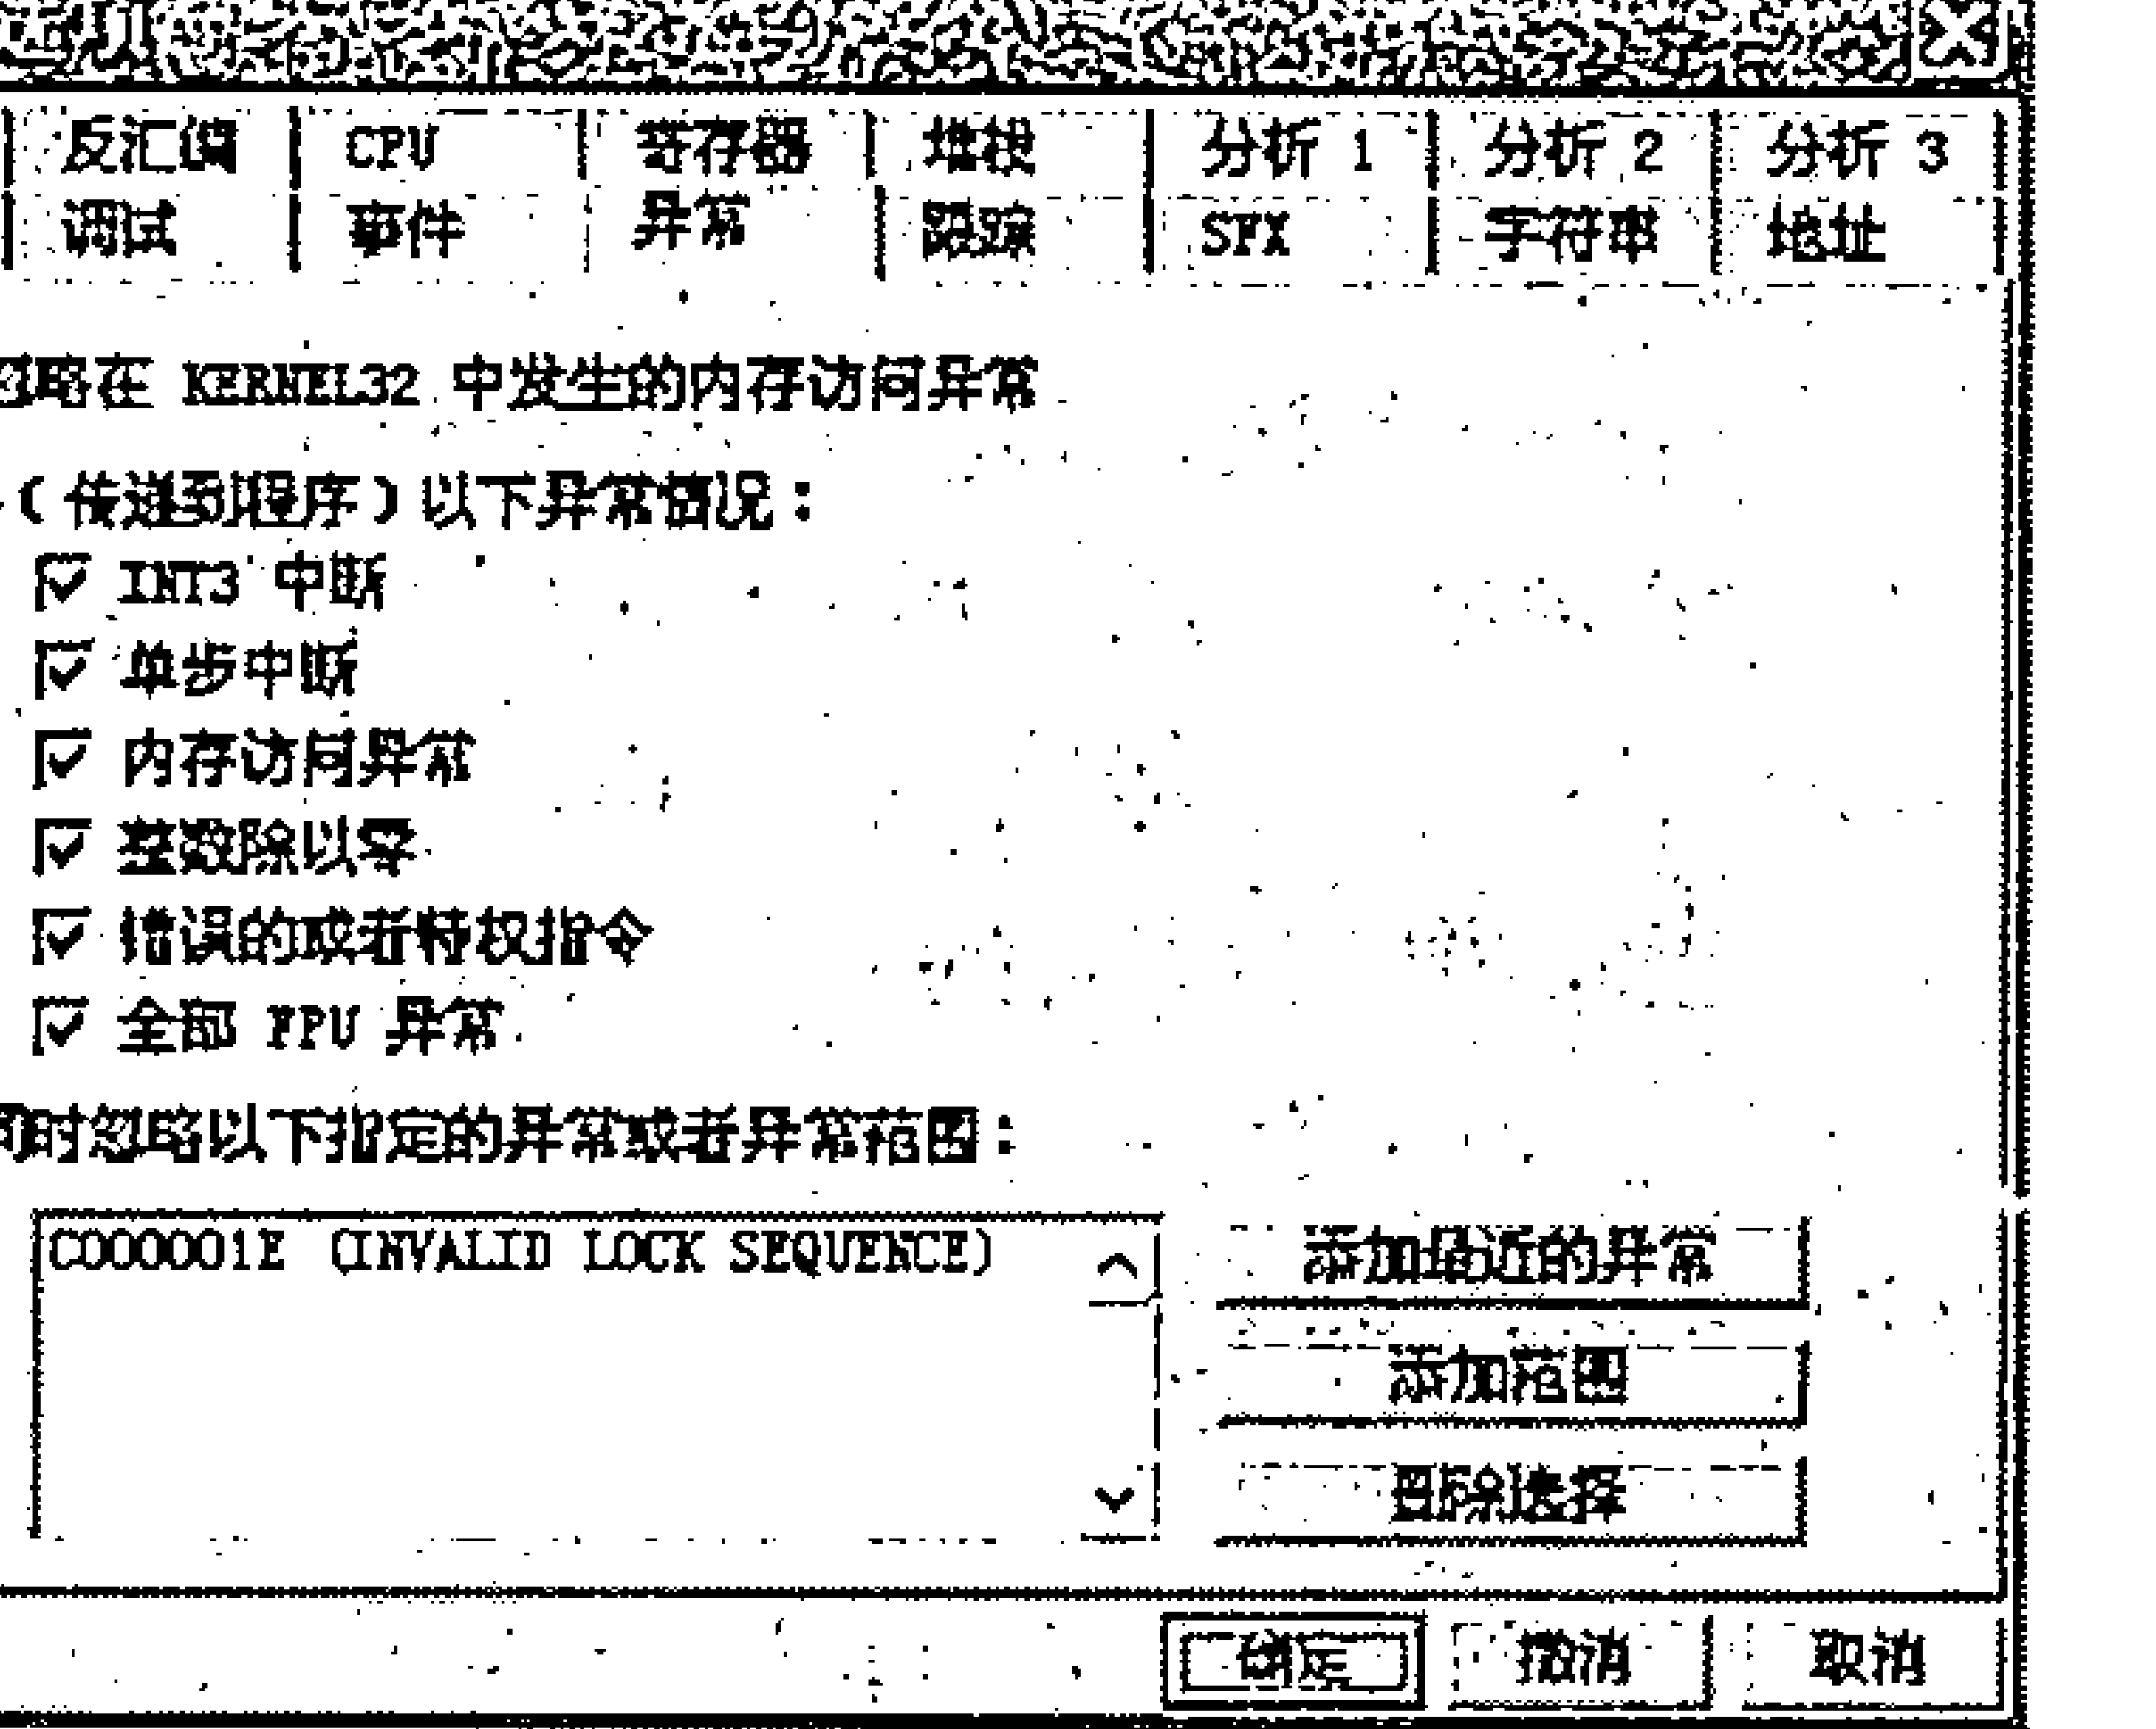 反汇编 CPU 寄存器 堆栈 分析 1 分析 2 分析 3
调试 事件 异常 跟踪 SFX 字符串 地址
忽略在 KERNEL32 中发生的内存访问异常
(传递到程序)以下异常情况:
INT3 中断
单步中断
内存访问异常
整数除以零
错误的或者特权指令
全部 FPU 异常
同时忽略以下指定的异常或者异常范围:
C000001E (INVALID LOCK SEQUENCE)
添加最近的异常
添加范围
删除选择
确定 撤消 取消